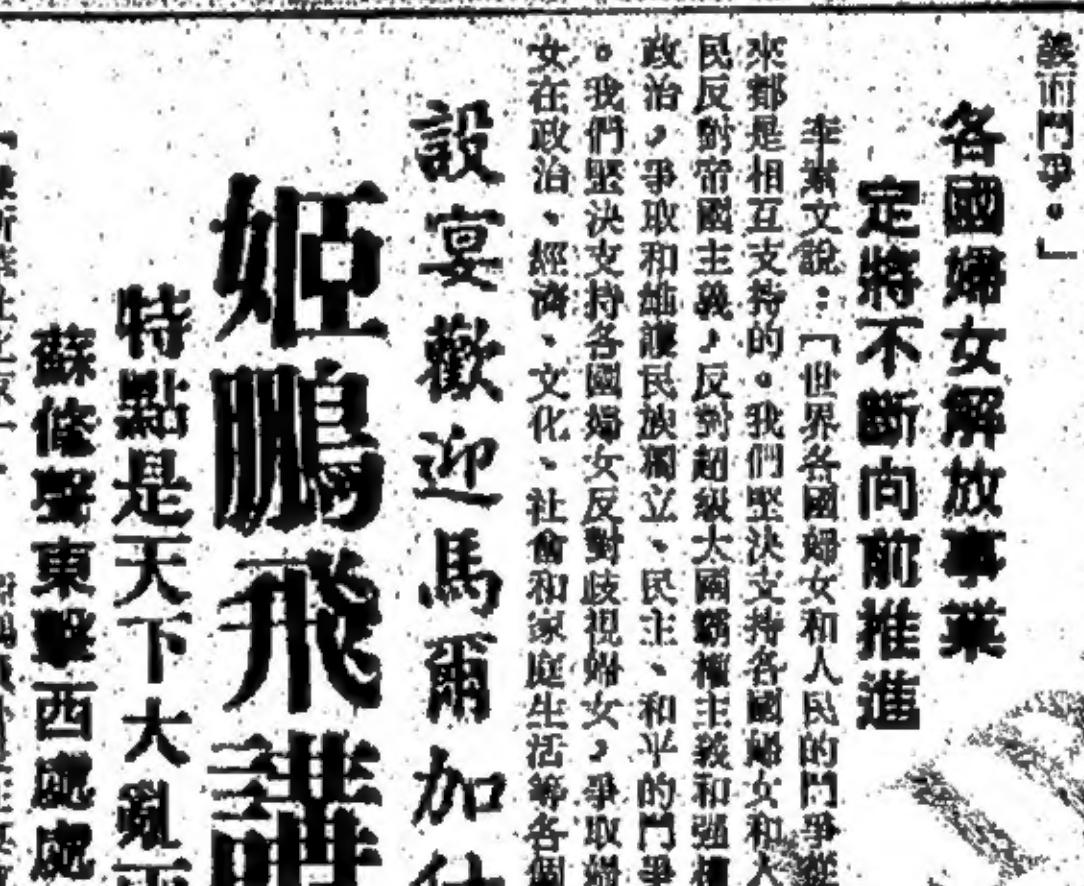 義的鬥爭。」
各國婦女解放事業
定將不斷向前推進
李素文說：「世界各國婦女和人民的鬥爭從
來都是相互支持的。我們堅決支持各國婦女和人
民反對帝國主義，反對超級大國霸權主義和强權
政治，爭取和維護民族獨立、民主、和平的鬥爭
。我們堅決支持各國婦女反對歧視婦女，爭取婦
女在政治、經濟、文化、社會和家庭生活等各個
設宴歡迎馬爾加什
姬鵬飛講
特點是天下大亂而
蘇修聲東擊西處處